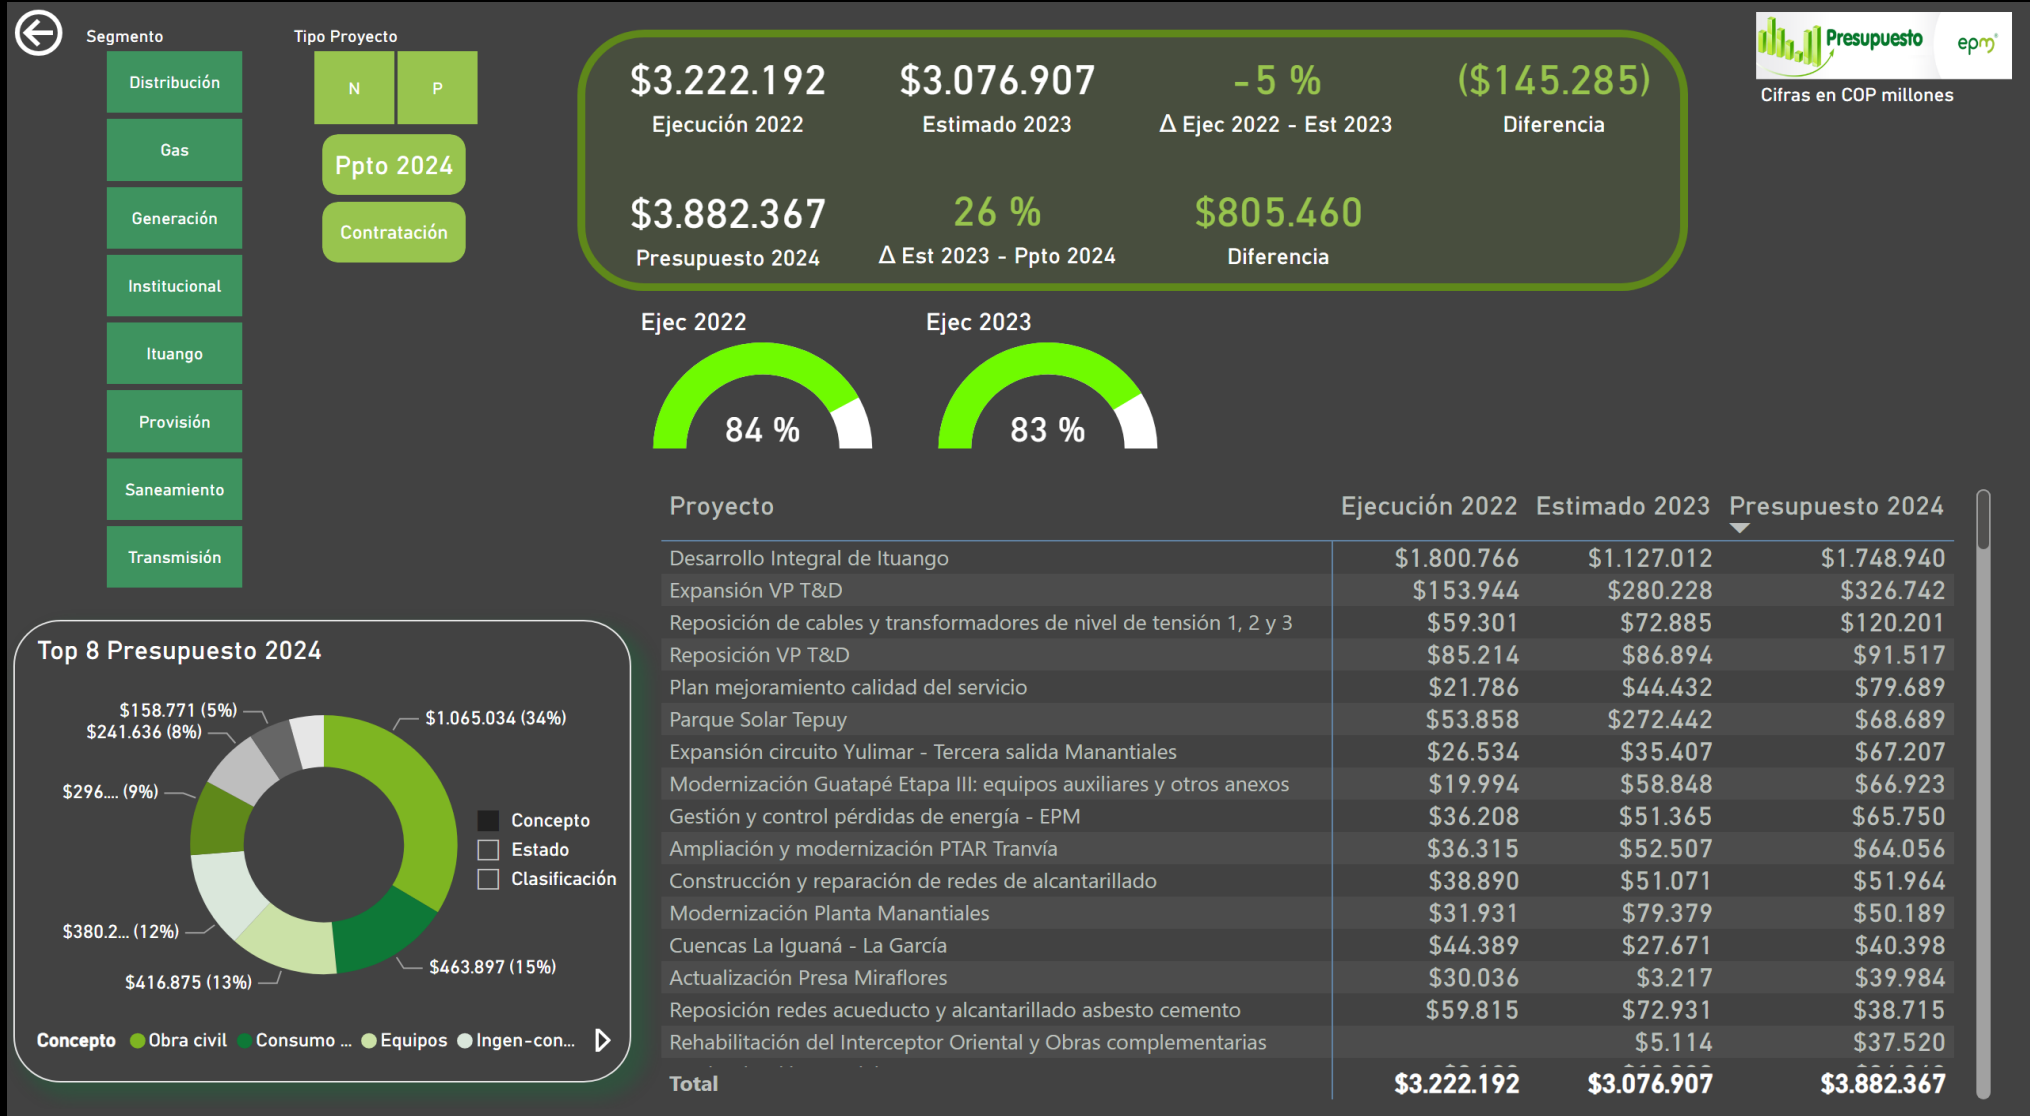 Segmento
Distribución
Gas
Generación
Institucional
Ituango
Provisión
Saneamiento
Transmisión
Tipo Proyecto
N P
Ppto 2024
Contratación
$3.222.192 $3.076.907 -5 % ($145.285)
Ejecución 2022 Estimado 2023 Δ Ejec 2022 - Est 2023 Diferencia
$3.882.367 26 % $805.460
Presupuesto 2024 Δ Est 2023 - Ppto 2024 Diferencia
Presupuesto epm®
Cifras en COP millones
Ejec 2022 Ejec 2023
84 % 83 %
Top 8 Presupuesto 2024
$1.065.034 (34%)
$463.897 (15%)
$416.875 (13%)
$380.2... (12%)
$296.... (9%)
$241.636 (8%)
$158.771 (5%)
Concepto
Estado
Clasificación
Concepto Obra civil Consumo ... Equipos Ingen-con...
Proyecto Ejecución 2022 Estimado 2023 Presupuesto 2024
Desarrollo Integral de Ituango $1.800.766 $1.127.012 $1.748.940
Expansión VP T&D $153.944 $280.228 $326.742
Reposición de cables y transformadores de nivel de tensión 1, 2 y 3 $59.301 $72.885 $120.201
Reposición VP T&D $85.214 $86.894 $91.517
Plan mejoramiento calidad del servicio $21.786 $44.432 $79.689
Parque Solar Tepuy $53.858 $272.442 $68.689
Expansión circuito Yulimar - Tercera salida Manantiales $26.534 $35.407 $67.207
Modernización Guatapé Etapa III: equipos auxiliares y otros anexos $19.994 $58.848 $66.923
Gestión y control pérdidas de energía - EPM $36.208 $51.365 $65.750
Ampliación y modernización PTAR Tranvía $36.315 $52.507 $64.056
Construcción y reparación de redes de alcantarillado $38.890 $51.071 $51.964
Modernización Planta Manantiales $31.931 $79.379 $50.189
Cuencas La Iguaná - La García $44.389 $27.671 $40.398
Actualización Presa Miraflores $30.036 $3.217 $39.984
Reposición redes acueducto y alcantarillado asbesto cemento $59.815 $72.931 $38.715
Rehabilitación del Interceptor Oriental y Obras complementarias $5.114 $37.520
Total $3.222.192 $3.076.907 $3.882.367